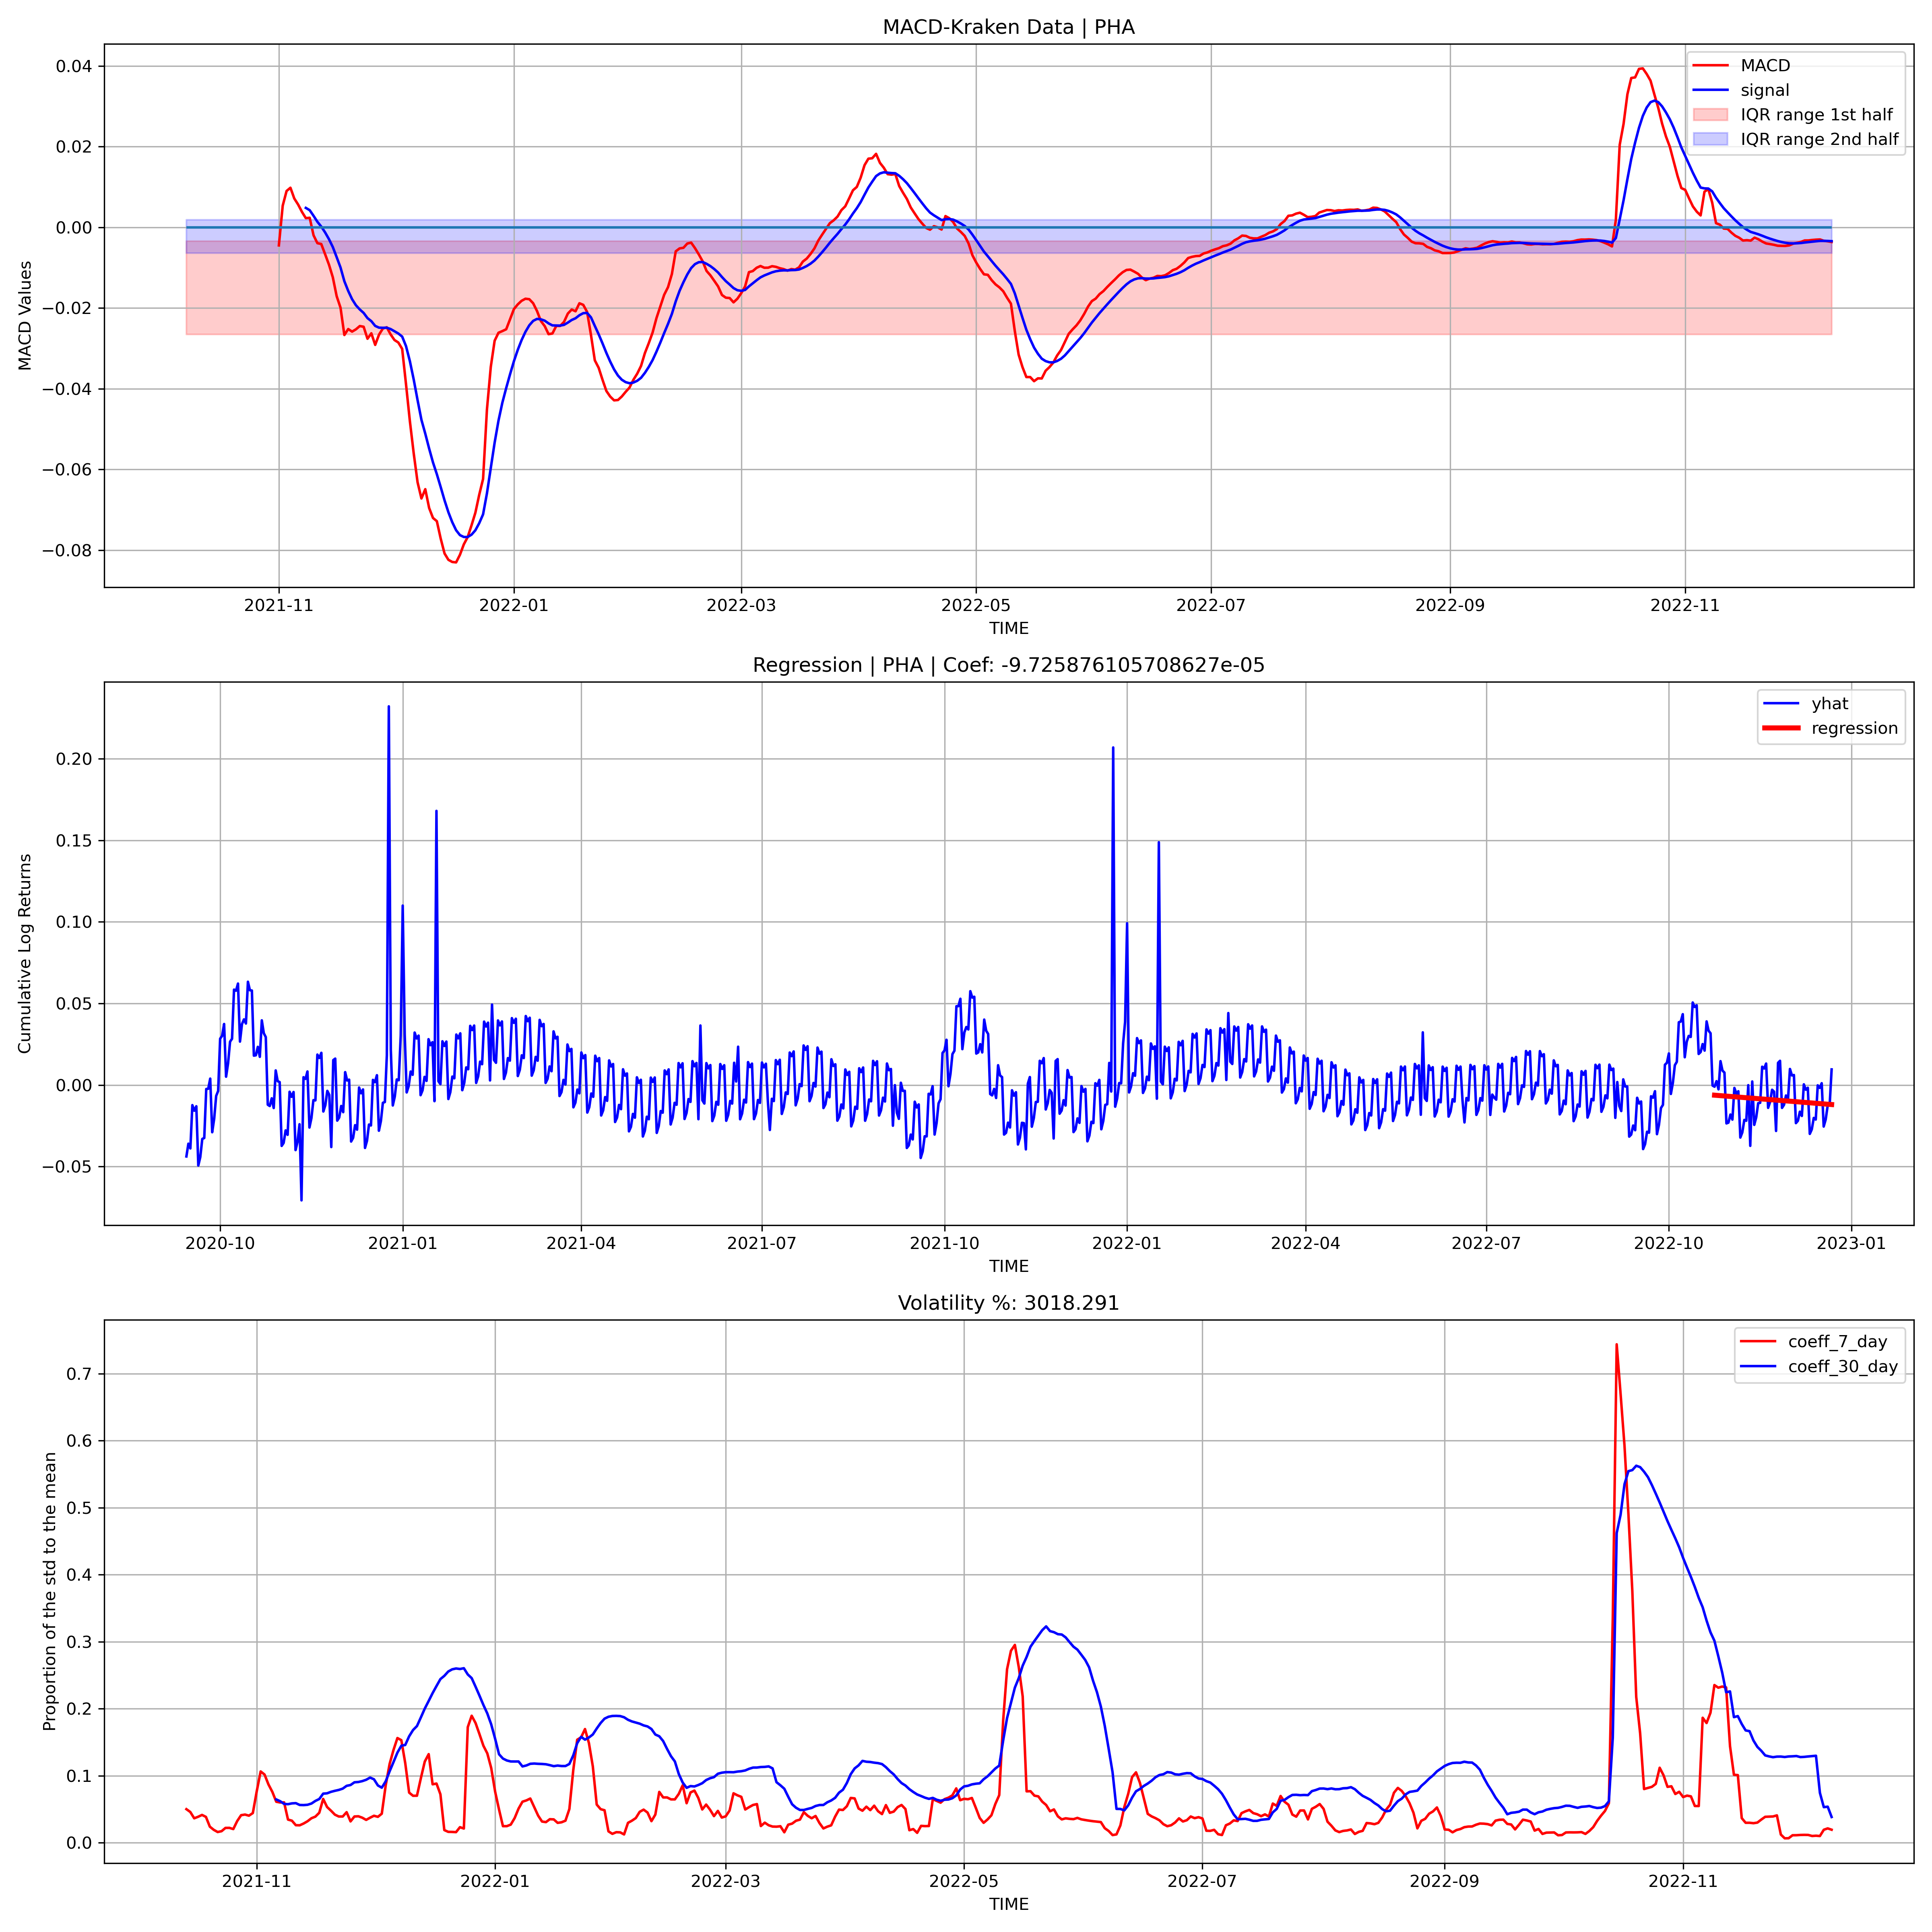 MACD-Kraken Data | PHA
MACD Values
0.04
0.02
0.00
−0.02
−0.04
−0.06
−0.08
MACD
signal
IQR range 1st half
IQR range 2nd half
2021-11
2022-01
2022-03
2022-05
2022-07
2022-09
2022-11
TIME
Regression | PHA | Coef: -9.725876105708627e-05
Cumulative Log Returns
0.20
0.15
0.10
0.05
0.00
−0.05
yhat
regression
2020-10
2021-01
2021-04
2021-07
2021-10
2022-01
2022-04
2022-07
2022-10
2023-01
TIME
Volatility %: 3018.291
Proportion of the std to the mean
0.7
0.6
0.5
0.4
0.3
0.2
0.1
0.0
coeff_7_day
coeff_30_day
2021-11
2022-01
2022-03
2022-05
2022-07
2022-09
2022-11
TIME